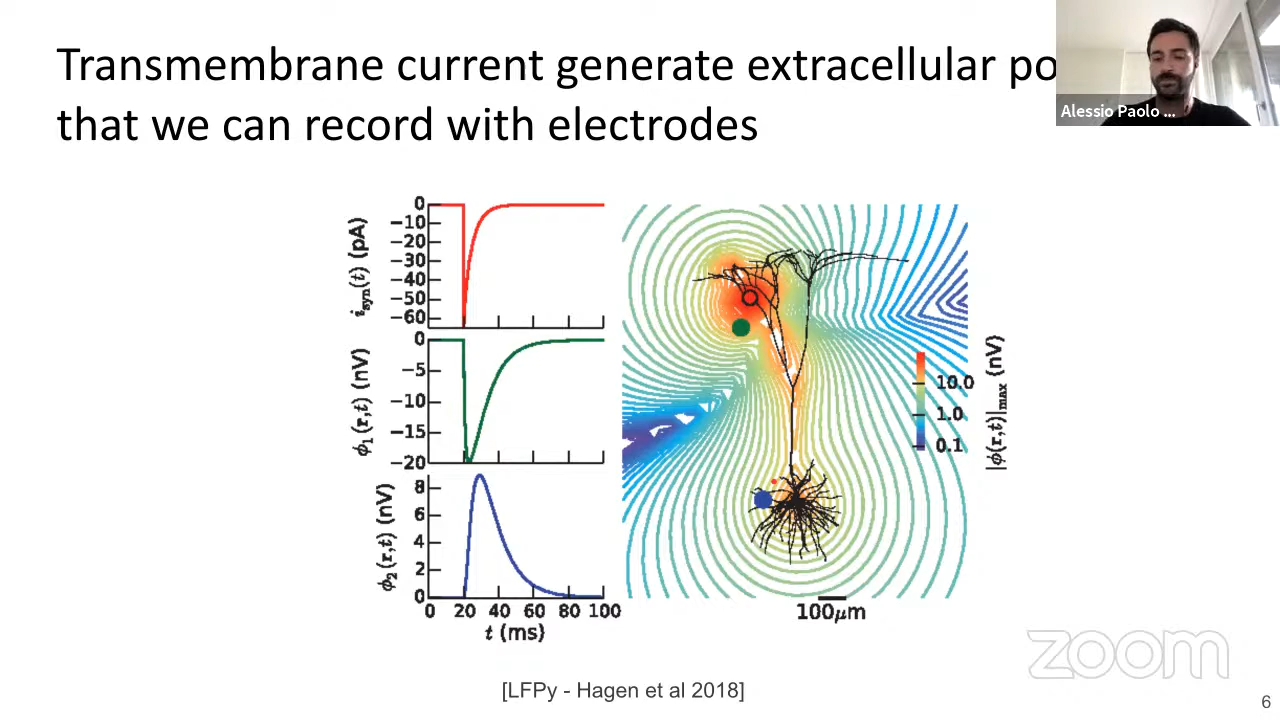 Transmembrane current generate extracellular po
that we can record with electrodes
Alessio Paolo ...
0
−10
−20
−30
−40
−50
−60
i_syn(t) (pA)
0
−5
−10
−15
−20
ϕ₁(r,t) (nV)
8
6
4
2
0
ϕ₂(r,t) (nV)
0 20 40 60 80 100
t (ms)
10.0
1.0
0.1
|ϕ(r,t)|max (nV)
100μm
zoom
[LFPy - Hagen et al 2018]
6